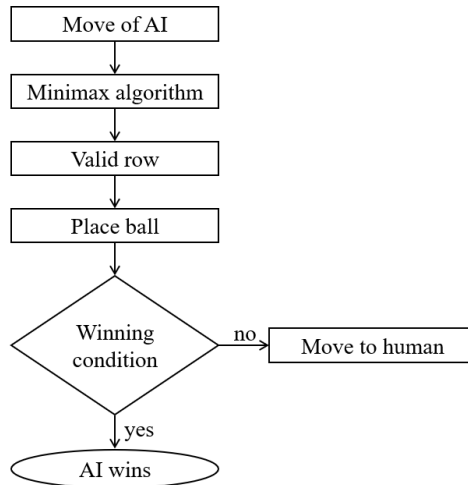 Move of AI
Minimax algorithm
Valid row
Place ball
Winning
condition
no
Move to human
yes
AI wins